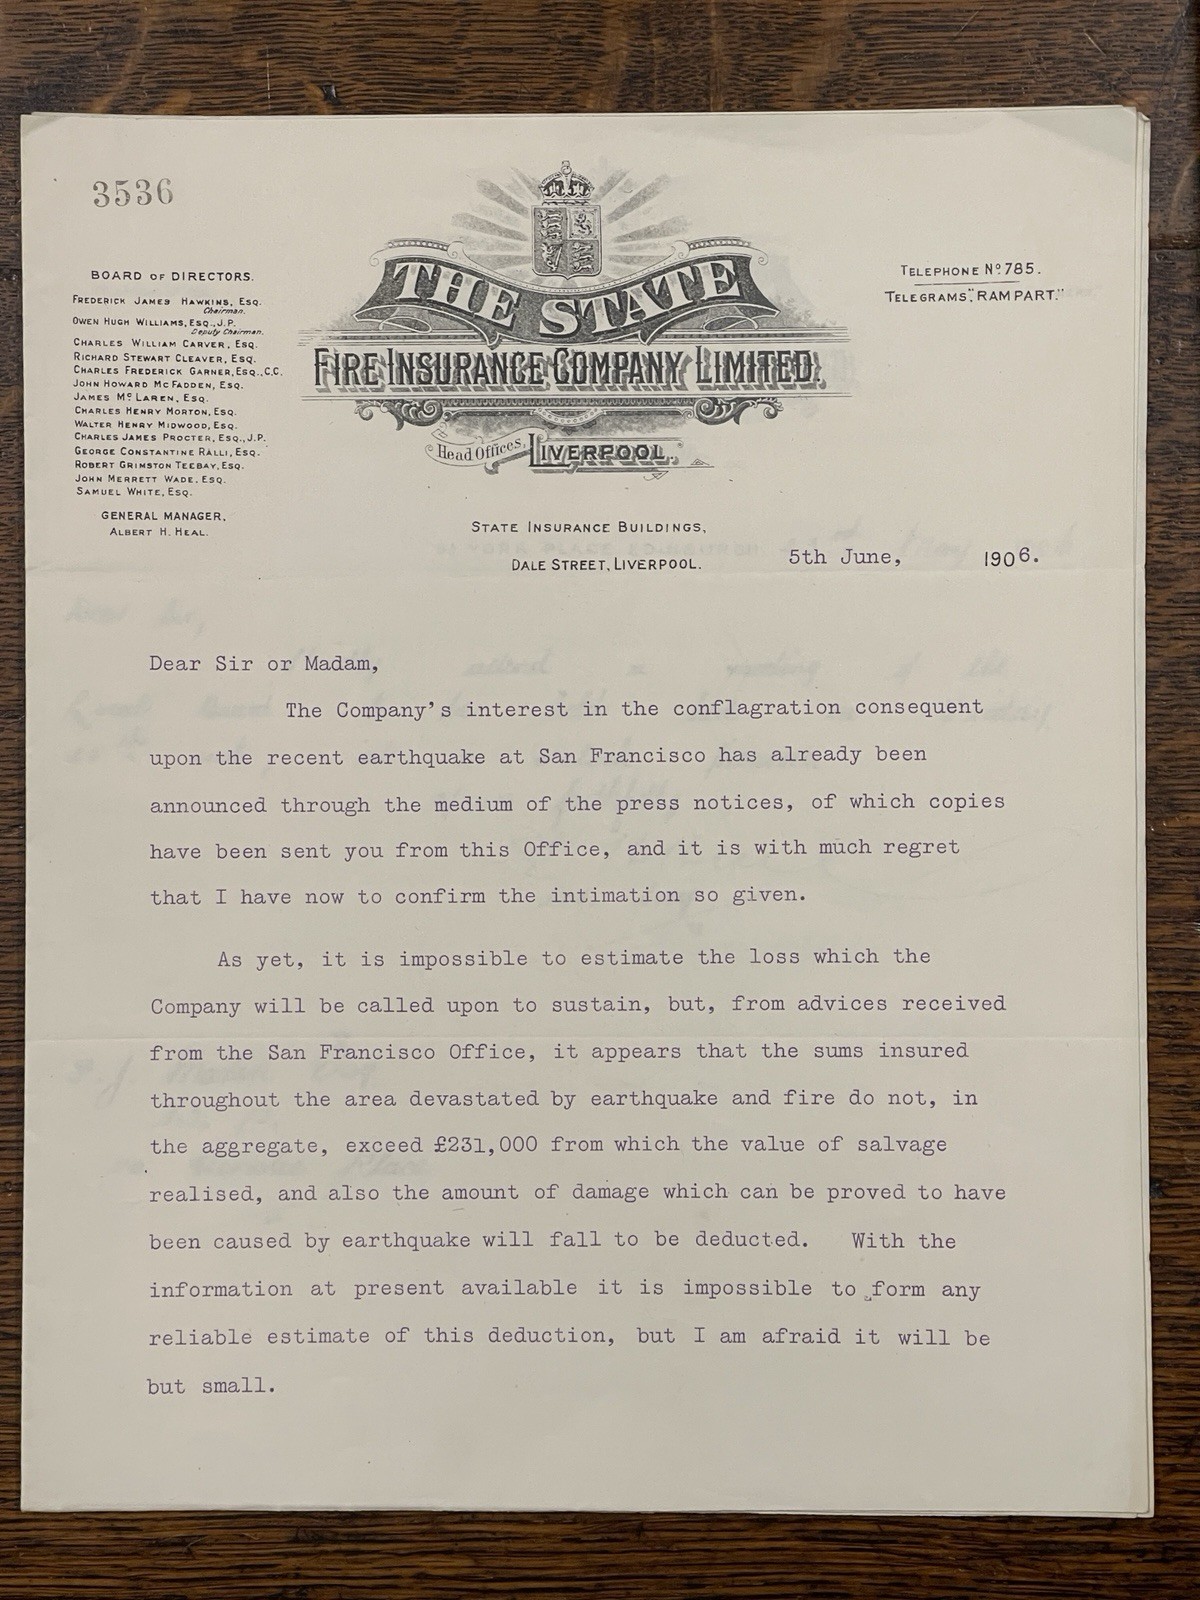 3536
THE STATE
FIRE INSURANCE COMPANY LIMITED.
Head Offices, LIVERPOOL.
BOARD OF DIRECTORS.
FREDERICK JAMES HAWKINS, ESQ.
Chairman.
OWEN HUGH WILLIAMS, ESQ., J.P.
Deputy Chairman.
CHARLES WILLIAM CARVER, ESQ.
RICHARD STEWART CLEAVER, ESQ.
CHARLES FREDERICK GARNER, ESQ., C.C.
JOHN HOWARD McFADDEN, ESQ.
JAMES McLAREN, ESQ.
CHARLES HENRY MORTON, ESQ.
WALTER HENRY MIDWOOD, ESQ.
CHARLES JAMES PROCTER, ESQ., J.P.
GEORGE CONSTANTINE RALLI, ESQ.
ROBERT GRIMSTON TEEBAY, ESQ.
JOHN MERRETT WADE, ESQ.
SAMUEL WHITE, ESQ.
GENERAL MANAGER,
ALBERT H. HEAL.
TELEPHONE No 785.
TELEGRAMS, "RAMPART."
STATE INSURANCE BUILDINGS,
DALE STREET, LIVERPOOL. 5th June, 1906.
Dear Sir or Madam,
The Company's interest in the conflagration consequent
upon the recent earthquake at San Francisco has already been
announced through the medium of the press notices, of which copies
have been sent you from this Office, and it is with much regret
that I have now to confirm the intimation so given.
As yet, it is impossible to estimate the loss which the
Company will be called upon to sustain, but, from advices received
from the San Francisco Office, it appears that the sums insured
throughout the area devastated by earthquake and fire do not, in
the aggregate, exceed £231,000 from which the value of salvage
realised, and also the amount of damage which can be proved to have
been caused by earthquake will fall to be deducted. With the
information at present available it is impossible to form any
reliable estimate of this deduction, but I am afraid it will be
but small.